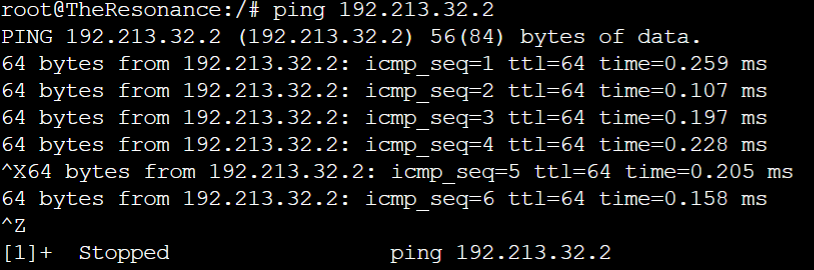 root@TheResonance:/# ping 192.213.32.2
PING 192.213.32.2 (192.213.32.2) 56(84) bytes of data.
64 bytes from 192.213.32.2: icmp_seq=1 ttl=64 time=0.259 ms
64 bytes from 192.213.32.2: icmp_seq=2 ttl=64 time=0.107 ms
64 bytes from 192.213.32.2: icmp_seq=3 ttl=64 time=0.197 ms
64 bytes from 192.213.32.2: icmp_seq=4 ttl=64 time=0.228 ms
^X64 bytes from 192.213.32.2: icmp_seq=5 ttl=64 time=0.205 ms
64 bytes from 192.213.32.2: icmp_seq=6 ttl=64 time=0.158 ms
^Z
[1]+  Stopped                 ping 192.213.32.2